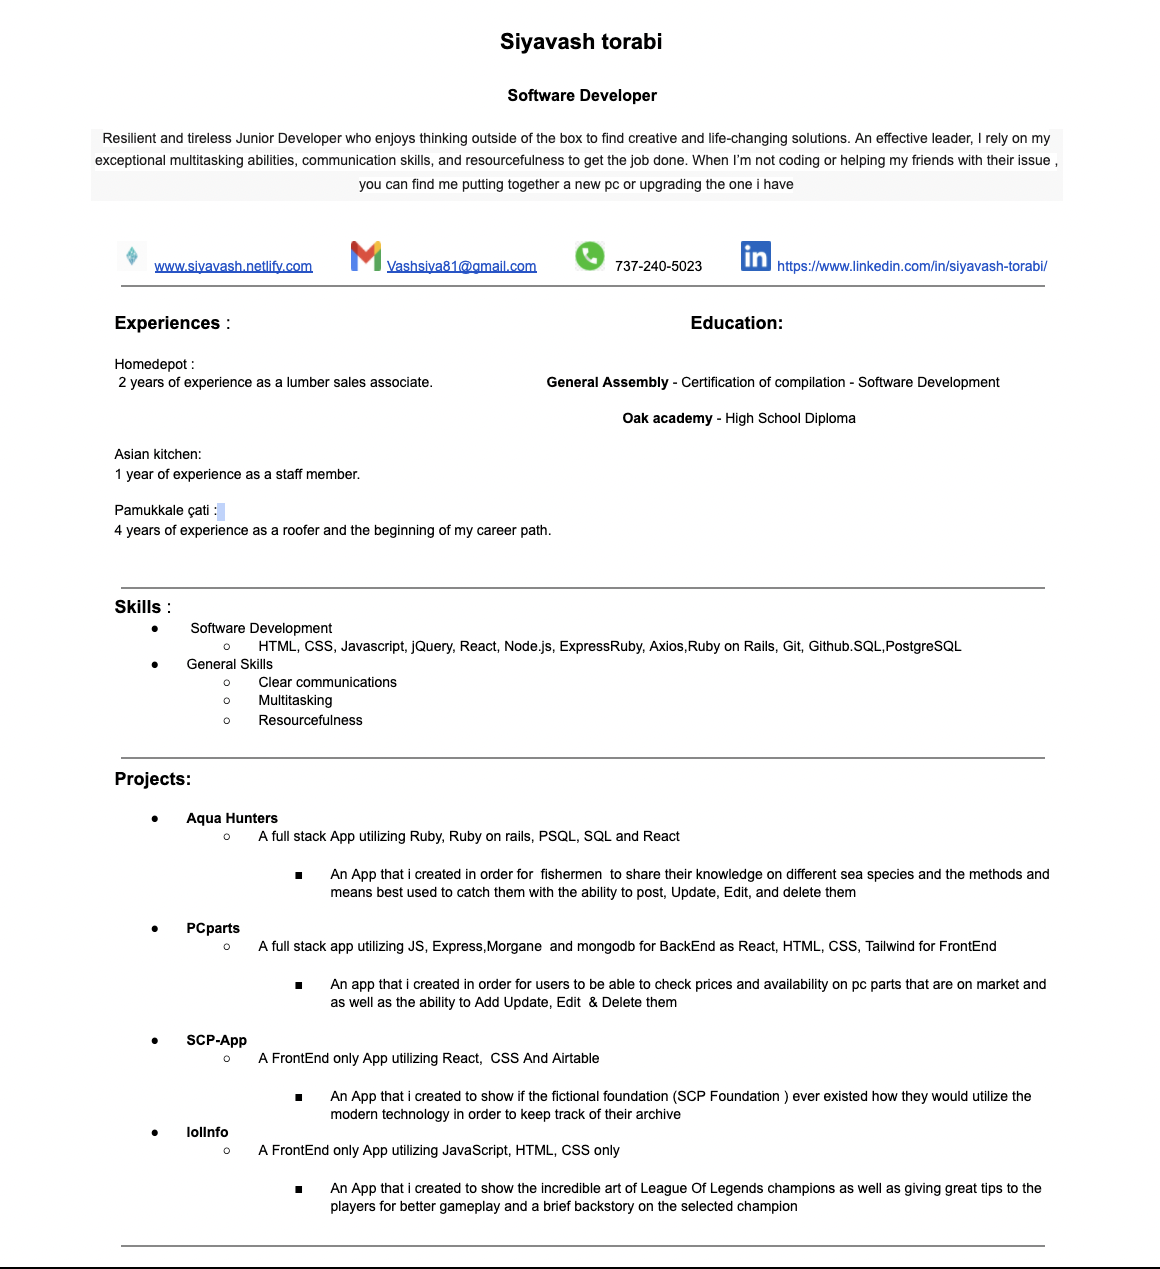 Siyavash torabi
Software Developer
Resilient and tireless Junior Developer who enjoys thinking outside of the box to find creative and life-changing solutions. An effective leader, I rely on my
exceptional multitasking abilities, communication skills, and resourcefulness to get the job done. When I'm not coding or helping my friends with their issue ,
you can find me putting together a new pc or upgrading the one i have
www.siyavash.netlify.com Vashsiya81@gmail.com 737-240-5023 https://www.linkedin.com/in/siyavash-torabi/
Experiences :
Homedepot :
2 years of experience as a lumber sales associate.
Asian kitchen:
1 year of experience as a staff member.
Pamukkale çati :
4 years of experience as a roofer and the beginning of my career path.
Education:
General Assembly - Certification of compilation - Software Development
Oak academy - High School Diploma
Skills :
● Software Development
○ HTML, CSS, Javascript, jQuery, React, Node.js, ExpressRuby, Axios,Ruby on Rails, Git, Github.SQL,PostgreSQL
● General Skills
○ Clear communications
○ Multitasking
○ Resourcefulness
Projects:
● Aqua Hunters
○ A full stack App utilizing Ruby, Ruby on rails, PSQL, SQL and React
■ An App that i created in order for fishermen to share their knowledge on different sea species and the methods and
means best used to catch them with the ability to post, Update, Edit, and delete them
● PCparts
○ A full stack app utilizing JS, Express,Morgane and mongodb for BackEnd as React, HTML, CSS, Tailwind for FrontEnd
■ An app that i created in order for users to be able to check prices and availability on pc parts that are on market and
as well as the ability to Add Update, Edit & Delete them
● SCP-App
○ A FrontEnd only App utilizing React, CSS And Airtable
■ An App that i created to show if the fictional foundation (SCP Foundation ) ever existed how they would utilize the
modern technology in order to keep track of their archive
● lolInfo
○ A FrontEnd only App utilizing JavaScript, HTML, CSS only
■ An App that i created to show the incredible art of League Of Legends champions as well as giving great tips to the
players for better gameplay and a brief backstory on the selected champion